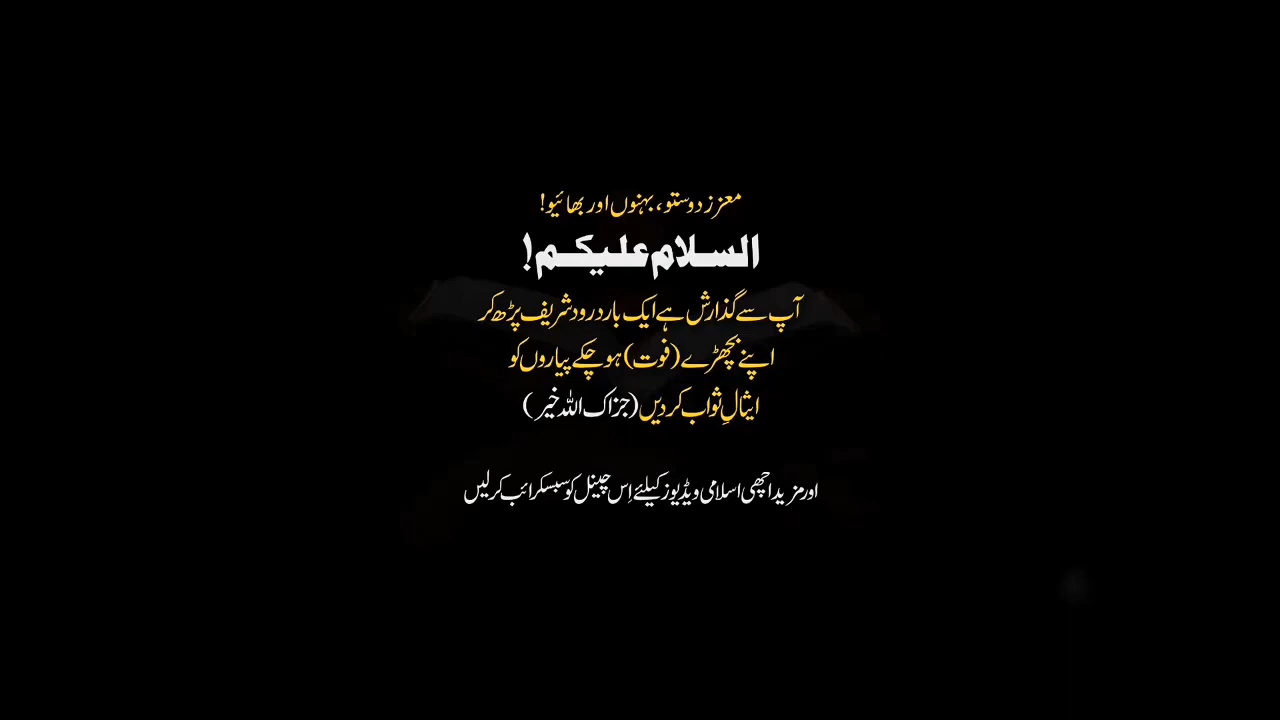 معزز دوستو، بہنوں اور بھائیو!
السلام علیکم!
آپ سے گذارش ہے ایک بار درود شریف پڑھ کر
اپنے بچھڑے (فوت) ہو چکے پیاروں کو
ایثالِ ثواب کر دیں (جزاک اللہ خیر)
اور مزید اچھی اسلامی ویڈیوز کیلئے اِس چینل کو سبسکرائب کر لیں